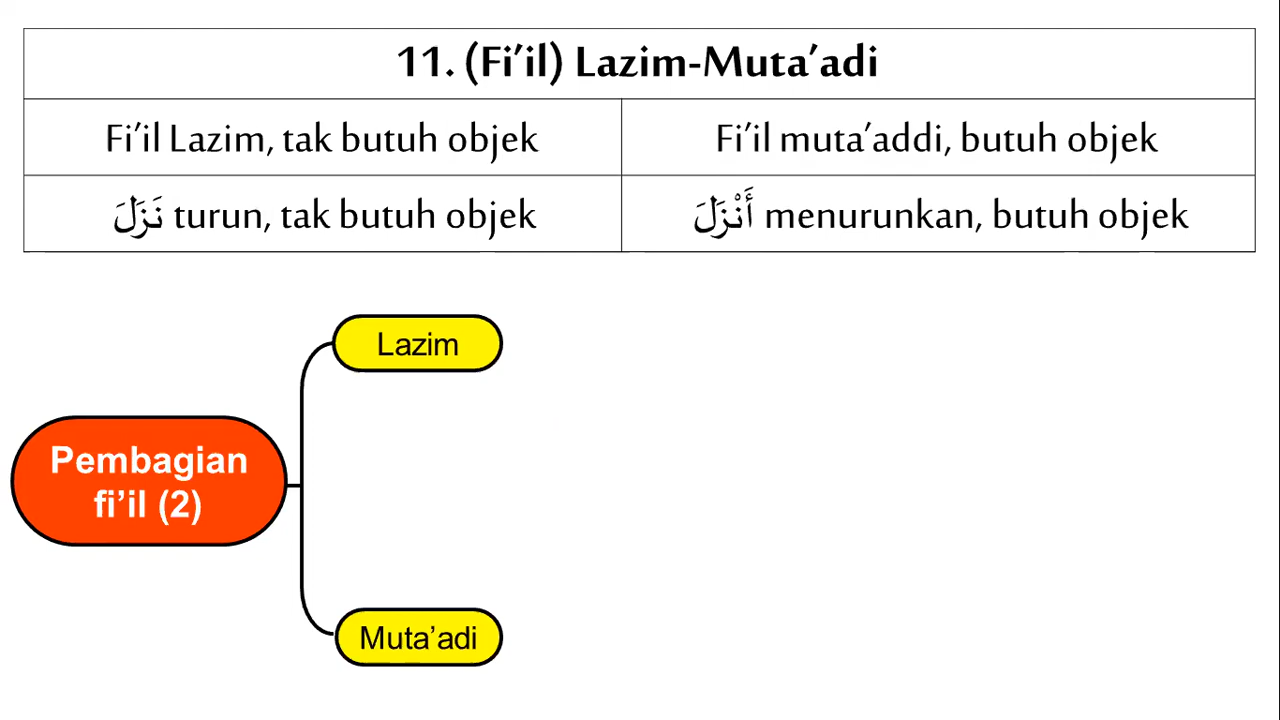 11. (Fi’il) Lazim-Muta’adi
Fi’il Lazim, tak butuh objek
Fi’il muta’addi, butuh objek
نَزَلَ turun, tak butuh objek
أَنْزَلَ menurunkan, butuh objek
Lazim
Pembagian
fi’il (2)
Muta’adi